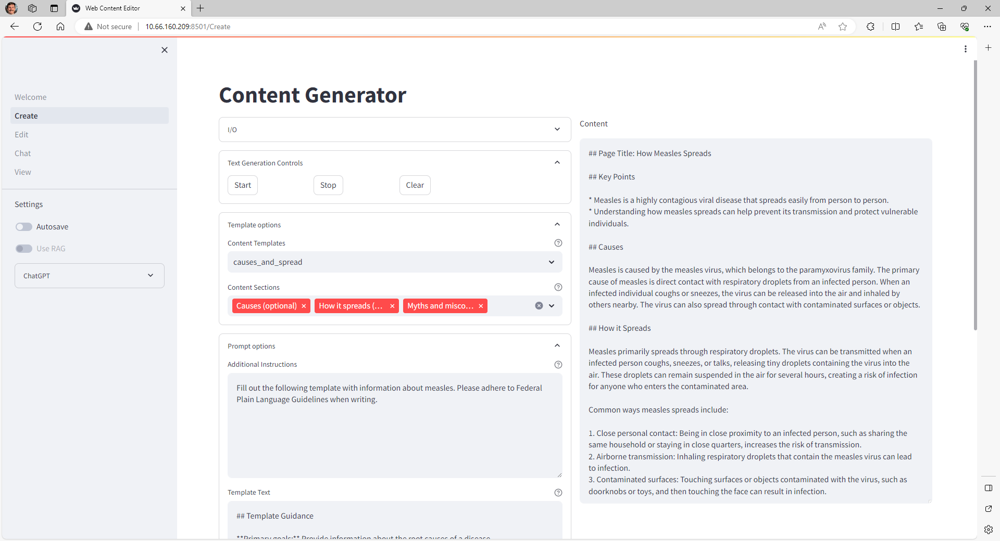 Web Content Editor
Not secure
10.66.160.209:8501/Create
Welcome
Create
Edit
Chat
View
Settings
Autosave
Use RAG
ChatGPT
Content Generator
I/O
Text Generation Controls
Start
Stop
Clear
Template options
Content Templates
causes_and_spread
Content Sections
Causes (optional)
How it spreads (...
Myths and misco...
Prompt options
Additional Instructions
Fill out the following template with information about measles. Please adhere to Federal
Plain Language Guidelines when writing.
Template Text
## Template Guidance
**Primary goals:** Provide information about the root causes of a disease
Content
## Page Title: How Measles Spreads
## Key Points
* Measles is a highly contagious viral disease that spreads easily from person to person.
* Understanding how measles spreads can help prevent its transmission and protect vulnerable
individuals.
## Causes
Measles is caused by the measles virus, which belongs to the paramyxovirus family. The primary
cause of measles is direct contact with respiratory droplets from an infected person. When an
infected individual coughs or sneezes, the virus can be released into the air and inhaled by
others nearby. The virus can also spread through contact with contaminated surfaces or objects.
## How it Spreads
Measles primarily spreads through respiratory droplets. The virus can be transmitted when an
infected person coughs, sneezes, or talks, releasing tiny droplets containing the virus into the
air. These droplets can remain suspended in the air for several hours, creating a risk of infection
for anyone who enters the contaminated area.
Common ways measles spreads include:
1. Close personal contact: Being in close proximity to an infected person, such as sharing the
same household or staying in close quarters, increases the risk of transmission.
2. Airborne transmission: Inhaling respiratory droplets that contain the measles virus can lead
to infection.
3. Contaminated surfaces: Touching surfaces or objects contaminated with the virus, such as
doorknobs or toys, and then touching the face can result in infection.